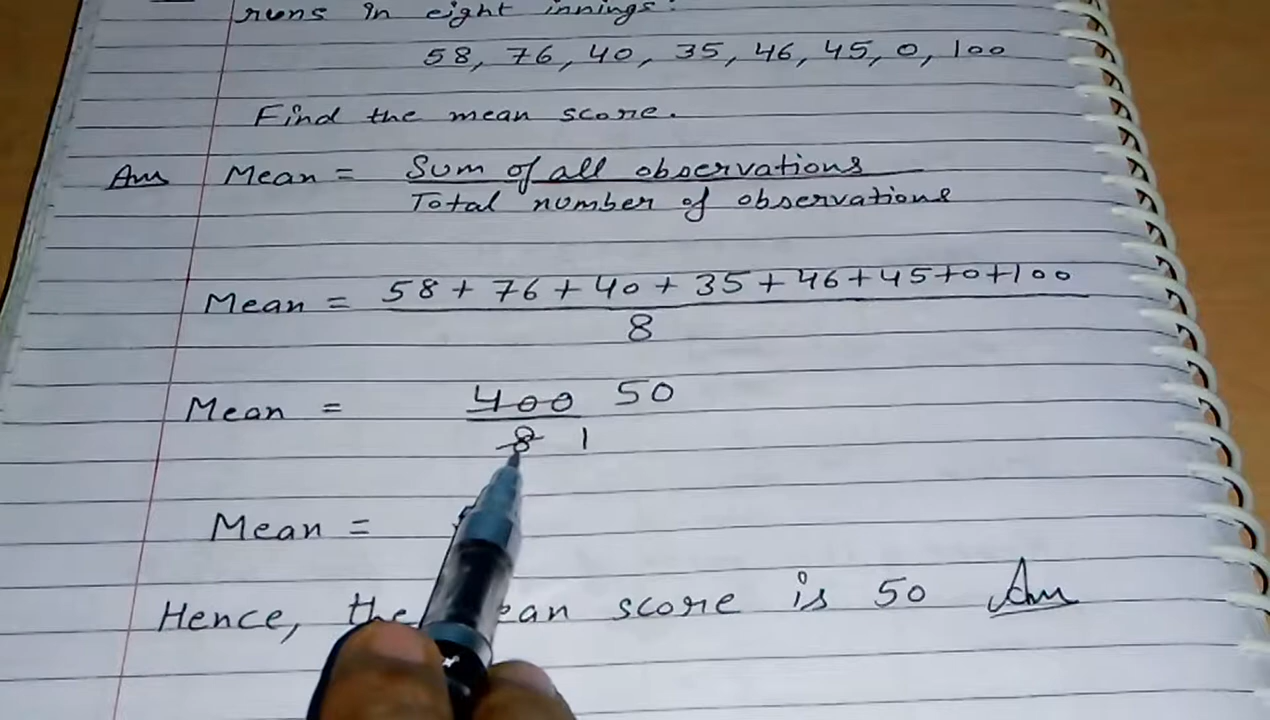 runs in eight innings:
58, 76, 40, 35, 46, 45, 0, 100
Find the mean score.
Ans Mean = Sum of all observations
Total number of observations
Mean = 58 + 76 + 40 + 35 + 46 + 45 + 0 + 100
8
Mean = 400 50
8 1
Mean =
Hence, the score is 50 Ans